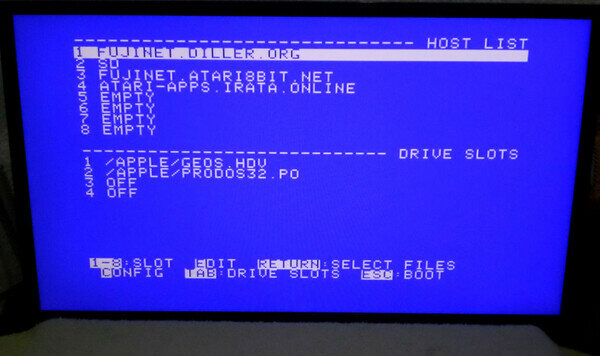 ------------------------------- HOST LIST
1 FUJINET.DILLER.ORG
2 SD
3 FUJINET.ATARI8BIT.NET
4 ATARI-APPS.IRATA.ONLINE
5 EMPTY
6 EMPTY
7 EMPTY
8 EMPTY
---------------------------- DRIVE SLOTS
1 /APPLE/GEOS.HDV
2 /APPLE/PRODOS32.PO
3 OFF
4 OFF
1-8:SLOT EDIT RETURN:SELECT FILES
CONFIG TAB:DRIVE SLOTS ESC:BOOT